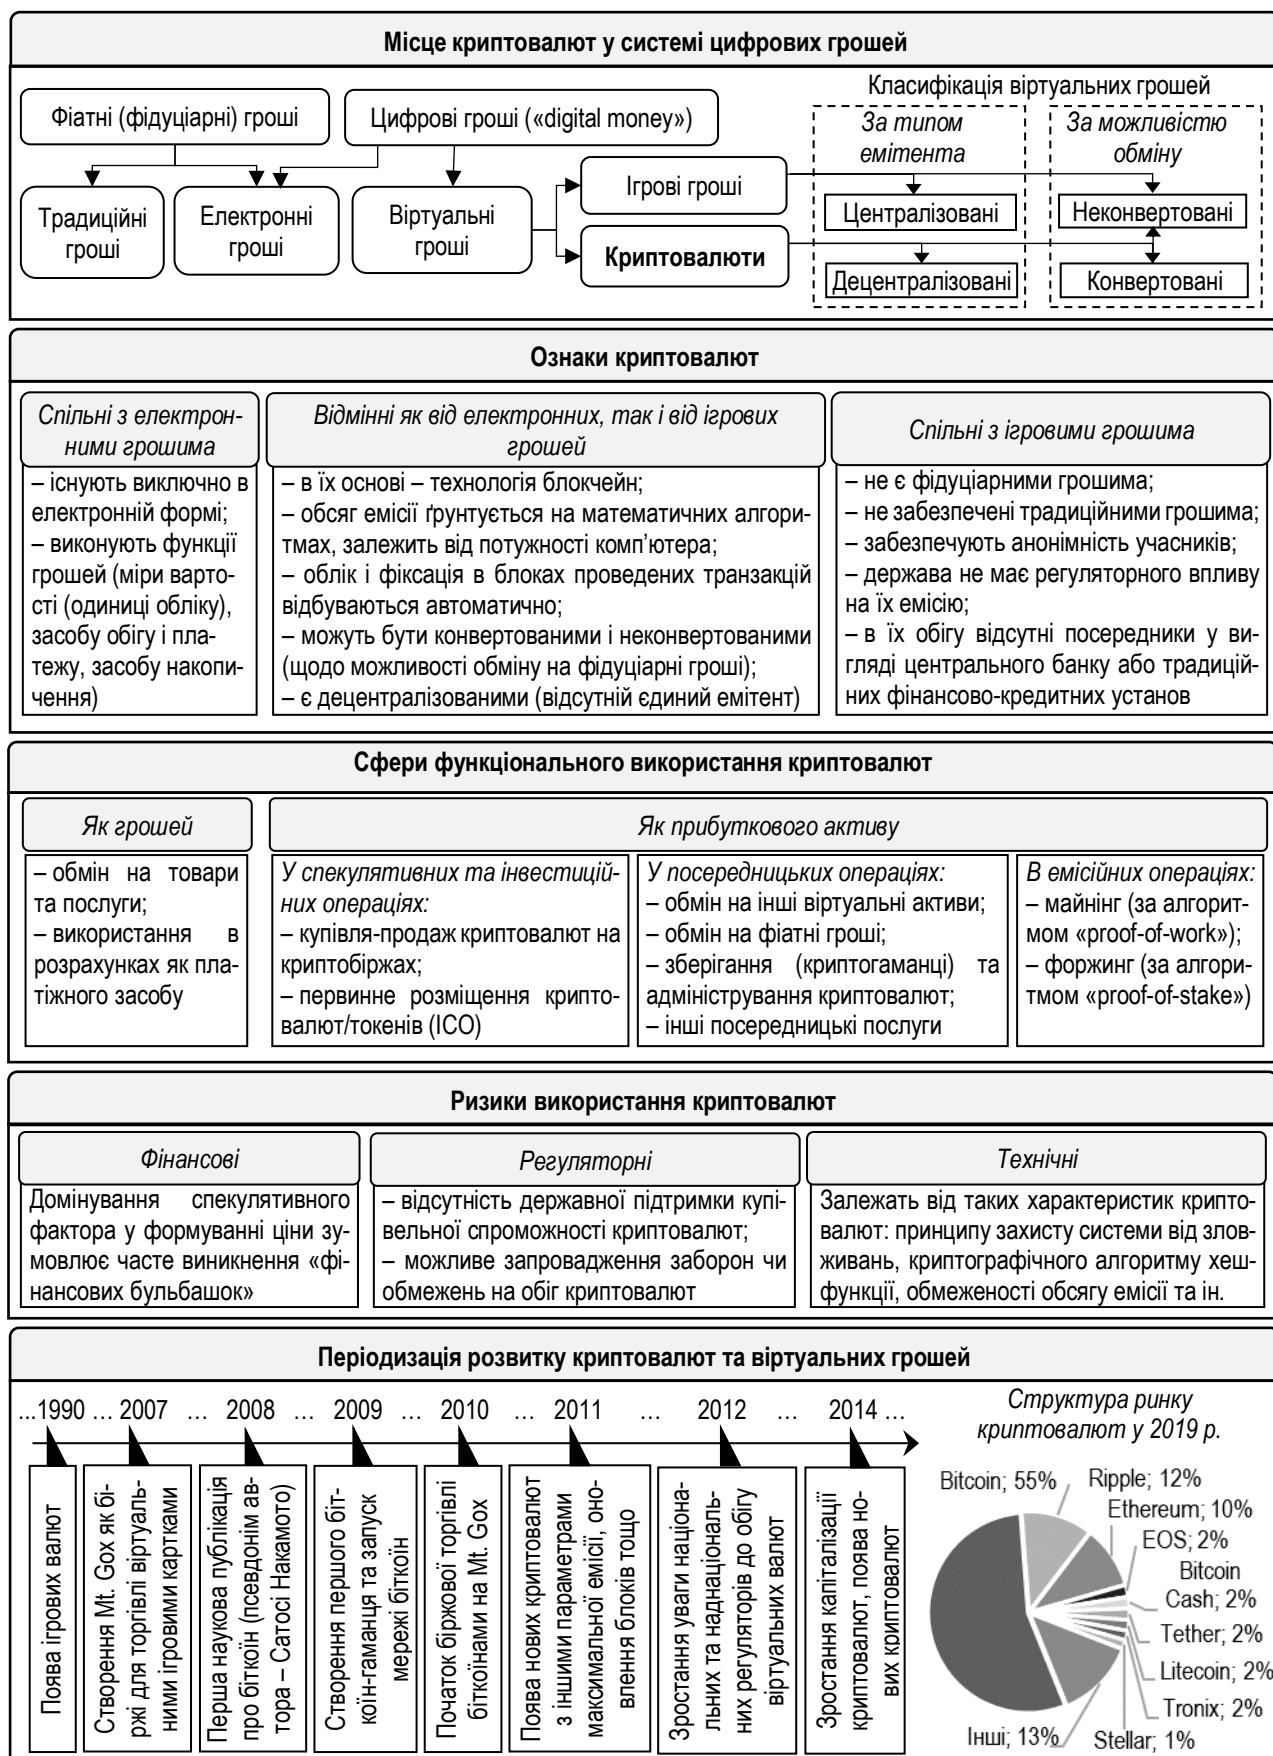 Місце криптовалют у системі цифрових грошей
Фіатні (фідуціарні) гроші
Цифрові гроші («digital money»)
Традиційні
гроші
Електронні
гроші
Віртуальні
гроші
Ігрові гроші
Криптовалюти
Класифікація віртуальних грошей
За типом
емітента
Централізовані
Децентралізовані
За можливістю
обміну
Неконвертовані
Конвертовані
Ознаки криптовалют
Спільні з електрон-
ними грошима
– існують виключно в
електронній формі;
– виконують функції
грошей (міри варто-
сті (одиниці обліку),
засобу обігу і пла-
тежу, засобу накопи-
чення)
Відмінні як від електронних, так і від ігрових
грошей
– в їх основі – технологія блокчейн;
– обсяг емісії ґрунтується на математичних алгори-
тмах, залежить від потужності комп’ютера;
– облік і фіксація в блоках проведених транзакцій
відбуваються автоматично;
– можуть бути конвертованими і неконвертованими
(щодо можливості обміну на фідуціарні гроші);
– є децентралізованими (відсутній єдиний емітент)
Спільні з ігровими грошима
– не є фідуціарними грошима;
– не забезпечені традиційними грошима;
– забезпечують анонімність учасників;
– держава не має регуляторного впливу
на їх емісію;
– в їх обігу відсутні посередники у ви-
гляді центрального банку або традицій-
них фінансово-кредитних установ
Сфери функціонального використання криптовалют
Як грошей
– обмін на товари
та послуги;
– використання в
розрахунках як пла-
тіжного засобу
Як прибуткового активу
У спекулятивних та інвестицій-
них операціях:
– купівля-продаж криптовалют на
криптобіржах;
– первинне розміщення крипто-
валют/токенів (ICO)
У посередницьких операціях:
– обмін на інші віртуальні активи;
– обмін на фіатні гроші;
– зберігання (криптогаманці) та
адміністрування криптовалют;
– інші посередницькі послуги
В емісійних операціях:
– майнінг (за алгорит-
мом «proof-of-work»);
– форжинг (за алгори-
тмом «proof-of-stake»)
Ризики використання криптовалют
Фінансові
Домінування спекулятивного
фактора у формуванні ціни зу-
мовлює часте виникнення «фі-
нансових бульбашок»
Регуляторні
– відсутність державної підтримки купі-
вельної спроможності криптовалют;
– можливе запровадження заборон чи
обмежень на обіг криптовалют
Технічні
Залежать від таких характеристик крипто-
валют: принципу захисту системи від злов-
живань, криптографічного алгоритму хеш-
функції, обмеженості обсягу емісії та ін.
Періодизація розвитку криптовалют та віртуальних грошей
...1990 ... 2007 ... 2008 ... 2009 ... 2010 ... 2011 ... 2012 ... 2014 ...
Поява ігрових валют
Створення Mt. Gox як бі-
ржі для торгівлі віртуаль-
ними ігровими картками
Перша наукова публікація
про біткоїн (псевдонім ав-
тора – Сатосі Накамото)
Створення першого біт-
коїн-гаманця та запуск
мережі біткоїн
Початок біржової торгівлі
біткоїнами на Mt. Gox
Поява нових криптовалют
з іншими параметрами
максимальної емісії, оно-
влення блоків тощо
Зростання уваги націона-
льних та наднаціональ-
них регуляторів до обігу
віртуальних валют
Зростання капіталізації
криптовалют, поява но-
вих криптовалют
Структура ринку
криптовалют у 2019 р.
Bitcoin; 55%
Ripple; 12%
Ethereum; 10%
EOS; 2%
Bitcoin
Cash; 2%
Tether; 2%
Litecoin; 2%
Tronix; 2%
Stellar; 1%
Інші; 13%